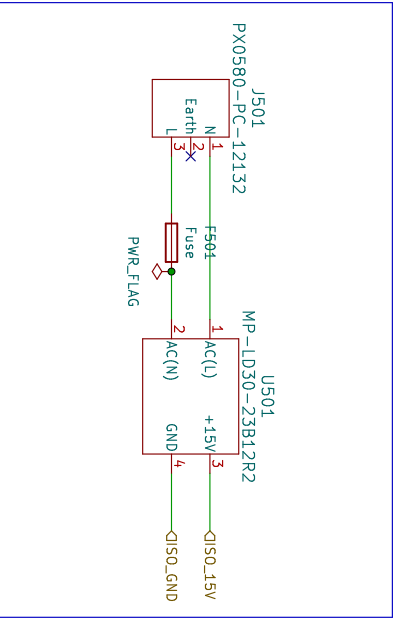 J501
PX0580-PC-12132
N
Earth
L
1
2
3
F501
Fuse
PWR_FLAG
U501
MP-LD30-23B12R2
1
AC(L)
2
AC(N)
+15V
3
GND
4
ISO_15V
ISO_GND